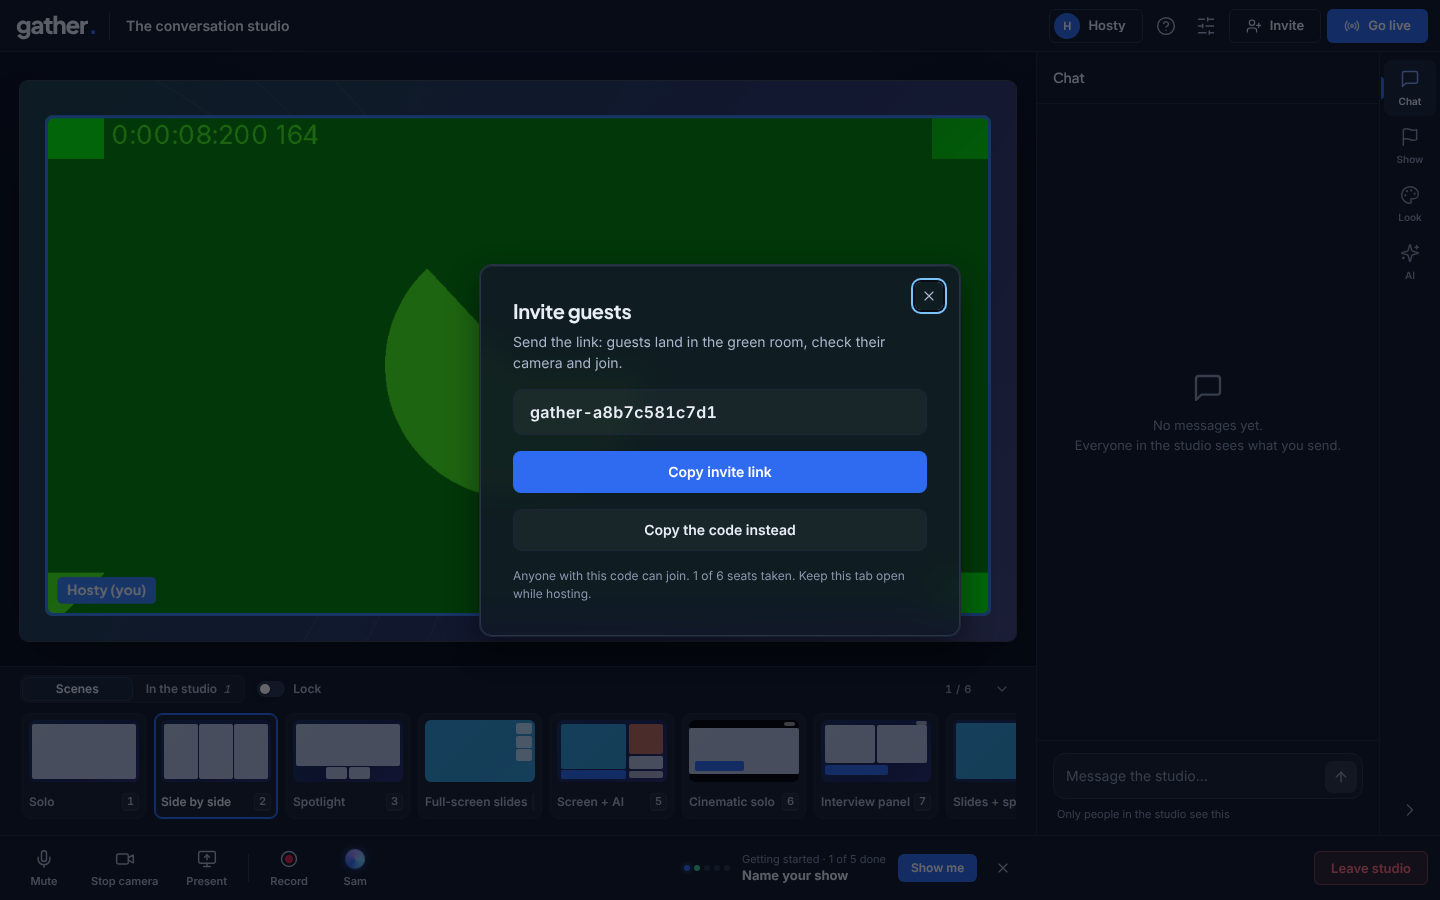 gather.
The conversation studio
H
Hosty
Invite
Go live
0:00:08:200 164
Hosty (you)
Invite guests
Send the link: guests land in the green room, check their
camera and join.
gather-a8b7c581c7d1
Copy invite link
Copy the code instead
Anyone with this code can join. 1 of 6 seats taken. Keep this tab open
while hosting.
Chat
No messages yet.
Everyone in the studio sees what you send.
Message the studio...
Only people in the studio see this
Chat
Show
Look
AI
Scenes
In the studio 1
Lock
1 / 6
Solo 1
Side by side 2
Spotlight 3
Full-screen slides
Screen + AI 5
Cinematic solo 6
Interview panel 7
Slides + sp
Mute
Stop camera
Present
Record
Sam
Getting started · 1 of 5 done
Name your show
Show me
Leave studio